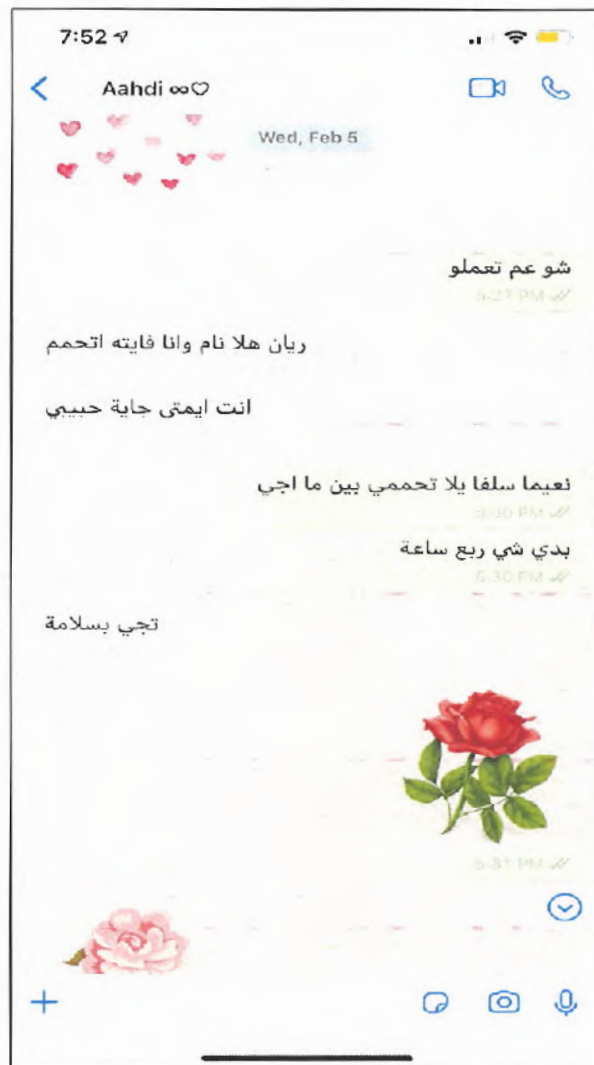 7:52
Aahdi ∞♡
Wed, Feb 5
شو عم تعملو
5:27 PM
ريان هلا نام وانا فايته اتحمم
انت ايمتى جاية حبيبي
نعيما سلفا يلا تحممي بين ما اجي
5:30 PM
بدي شي ربع ساعة
5:30 PM
تجي بسلامة
5:31 PM